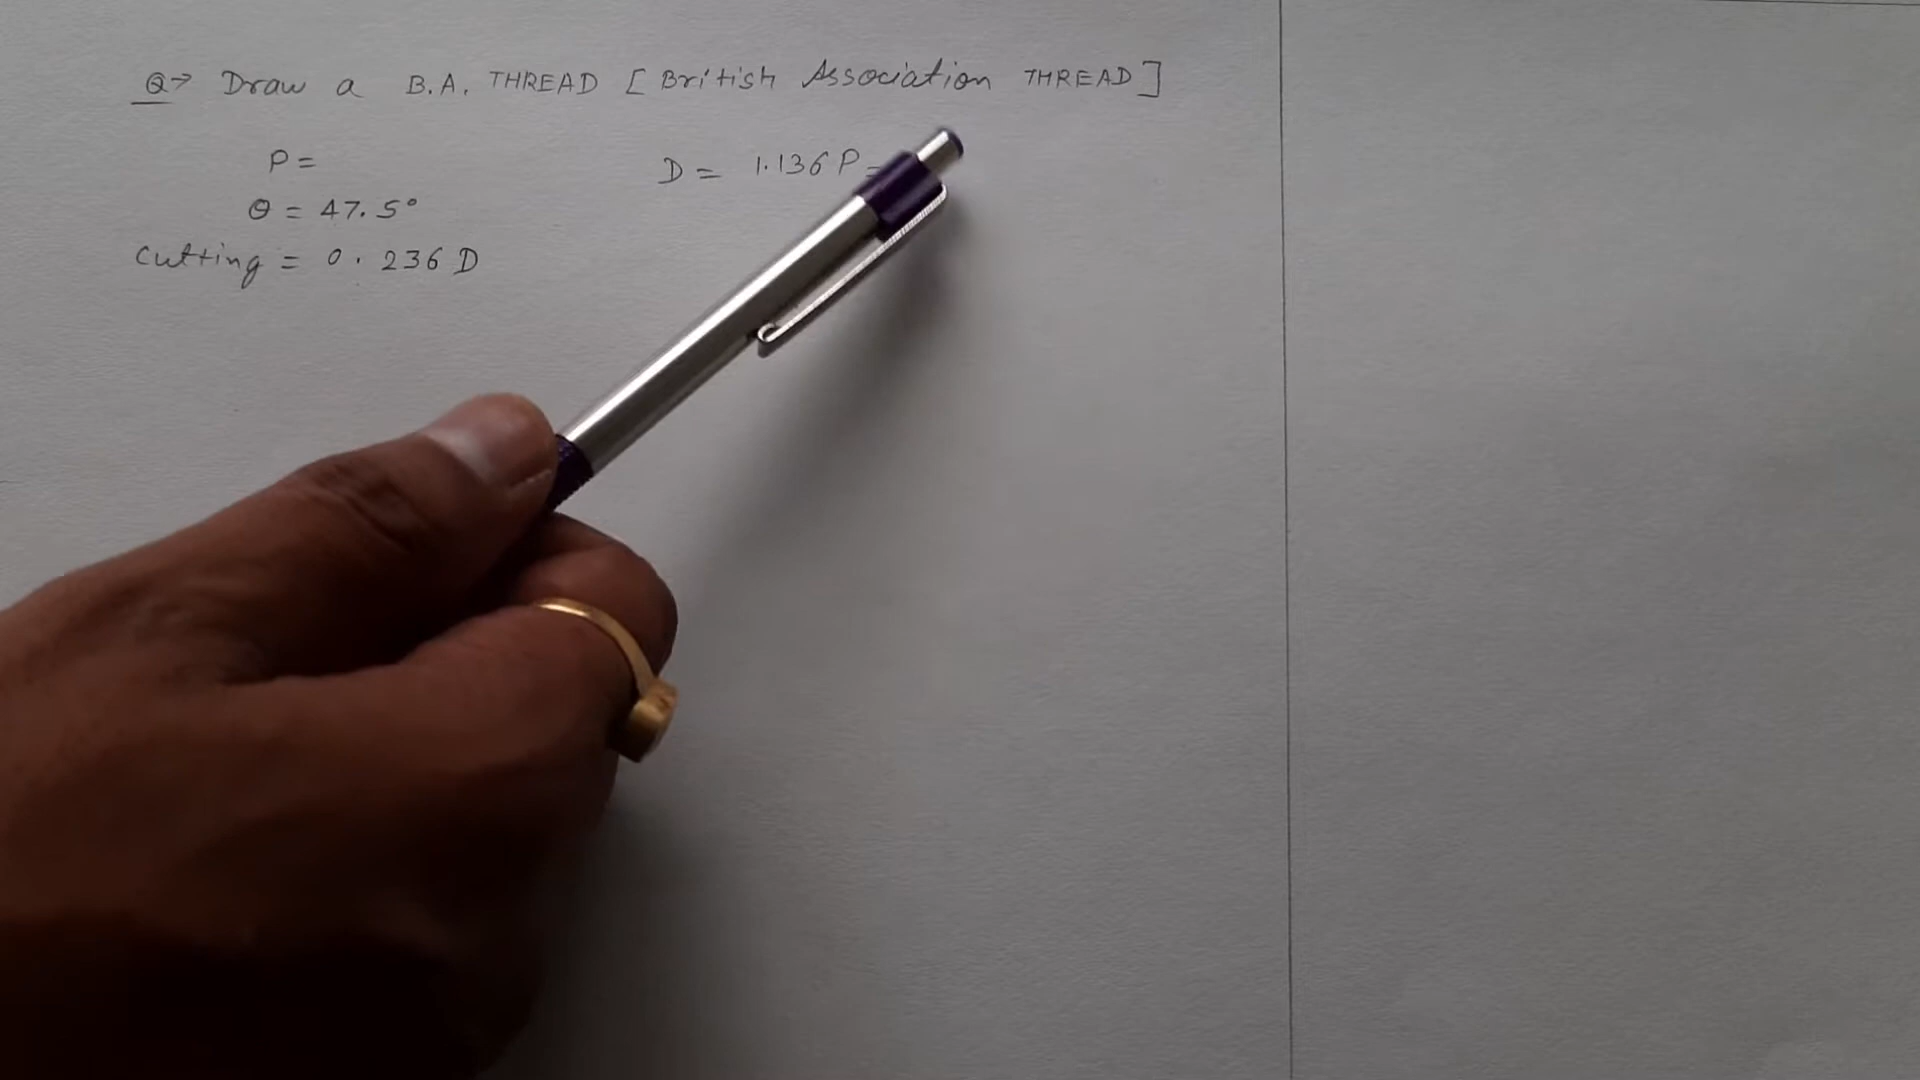 Q→ Draw a B.A. THREAD [British Association THREAD]
P =
D = 1.136 P =
θ = 47.5°
Cutting = 0.236 D